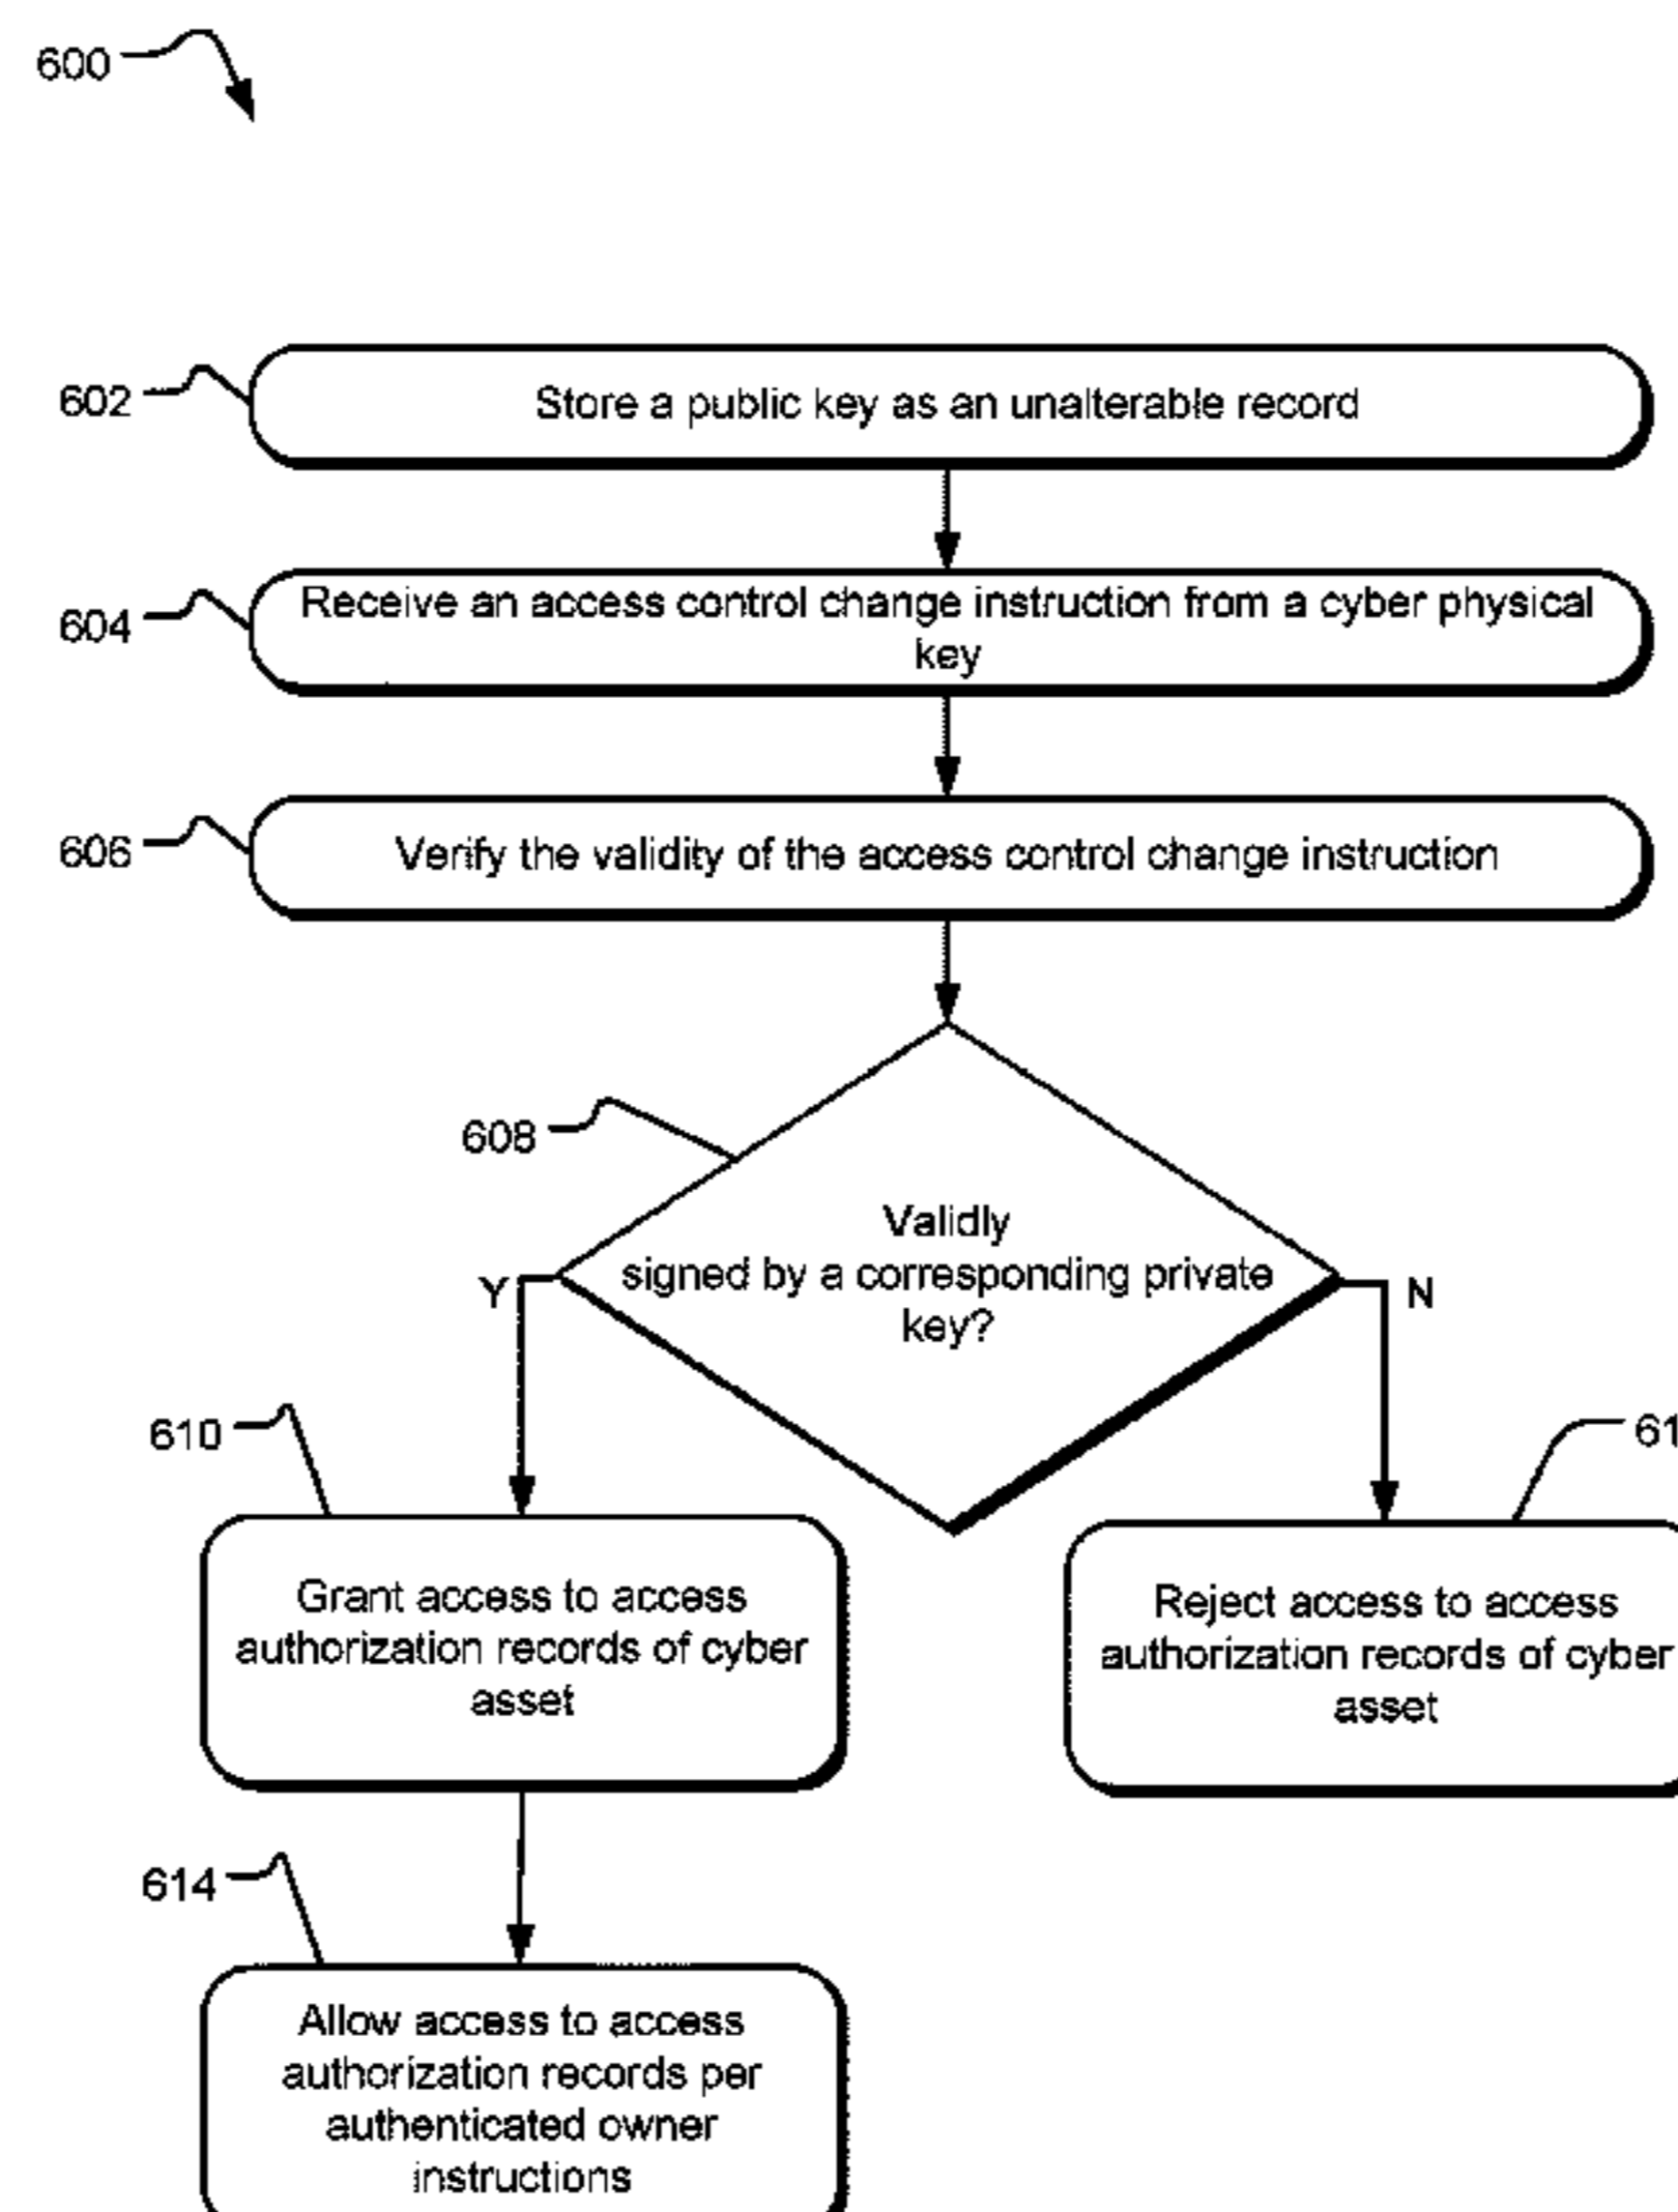 600
602
Store a public key as an unalterable record
604
Receive an access control change instruction from a cyber physical
key
606
Verify the validity of the access control change instruction
608
Validly
signed by a corresponding private
key?
Y
N
610
Grant access to access
authorization records of cyber
asset
Reject access to access
authorization records of cyber
asset
614
Allow access to access
authorization records per
authenticated owner
instructions